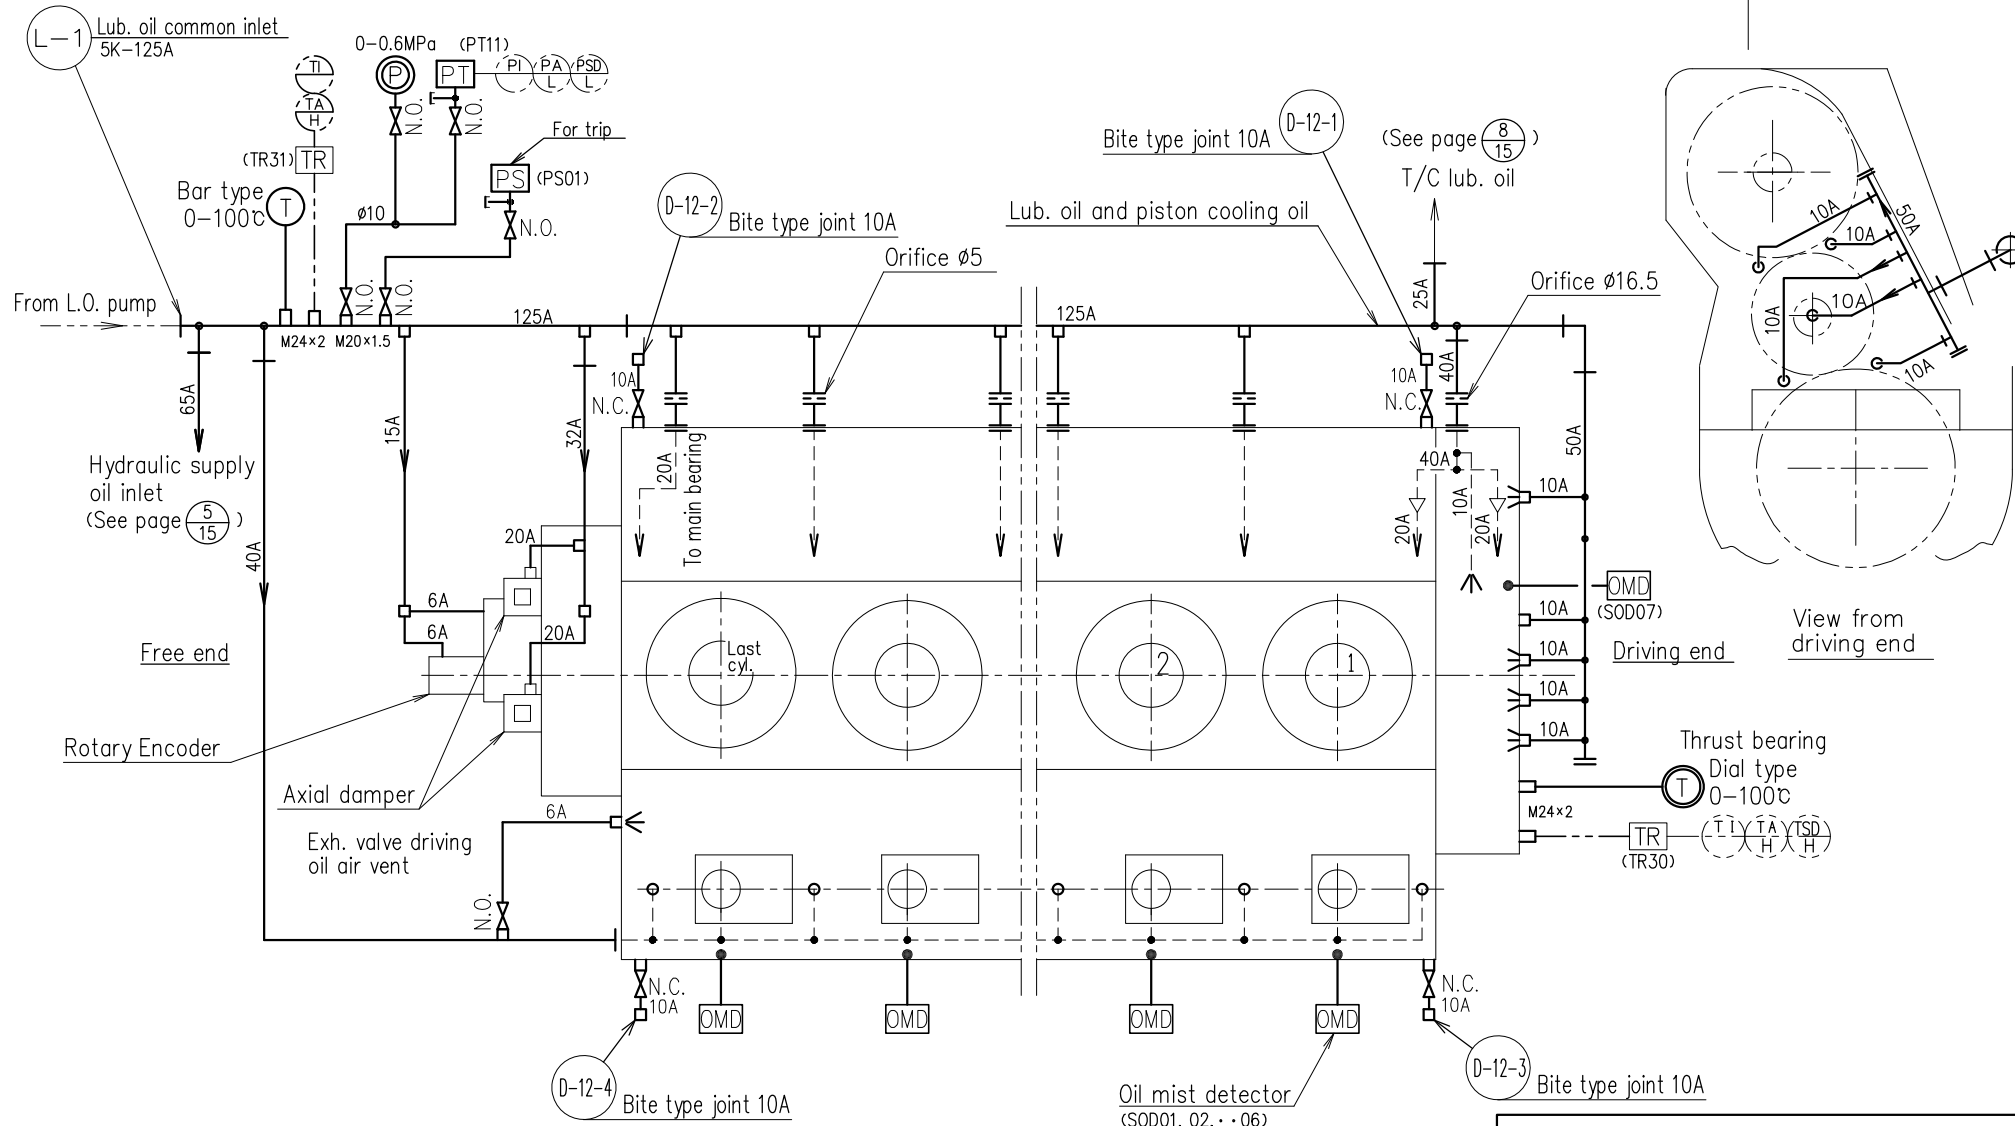 L-1
Lub. oil common inlet
5K-125A
TI
TA
H
(TR31)
TR
Bar type
0-100℃
T
0-0.6MPa
P
(PT11)
PT
PI
PA
L
PSD
L
N.O.
N.O.
For trip
PS
(PS01)
ø10
N.O.
N.O.
N.O.
D-12-2
Bite type joint 10A
Orifice ø5
Lub. oil and piston cooling oil
Bite type joint 10A
D-12-1
(See page 8/15)
T/C lub. oil
25A
Orifice ø16.5
From L.O. pump
M24×2
M20×1.5
125A
125A
65A
Hydraulic supply
oil inlet
(See page 5/15)
40A
15A
32A
10A
N.C.
20A
To main bearing
10A
N.C.
40A
40A
10A
20A
20A
50A
10A
OMD
(SOD07)
10A
10A
10A
10A
Driving end
Free end
20A
6A
6A
20A
Last
cyl.
2
1
Rotary Encoder
Axial damper
Exh. valve driving
oil air vent
6A
N.O.
Thrust bearing
Dial type
0-100℃
T
M24×2
TR
(TR30)
TI
TA
H
TSD
H
N.C.
10A
OMD
OMD
OMD
OMD
N.C.
10A
D-12-4
Bite type joint 10A
Oil mist detector
(SOD01, 02,・・06)
D-12-3
Bite type joint 10A
10A
50A
10A
10A
10A
10A
View from
driving end